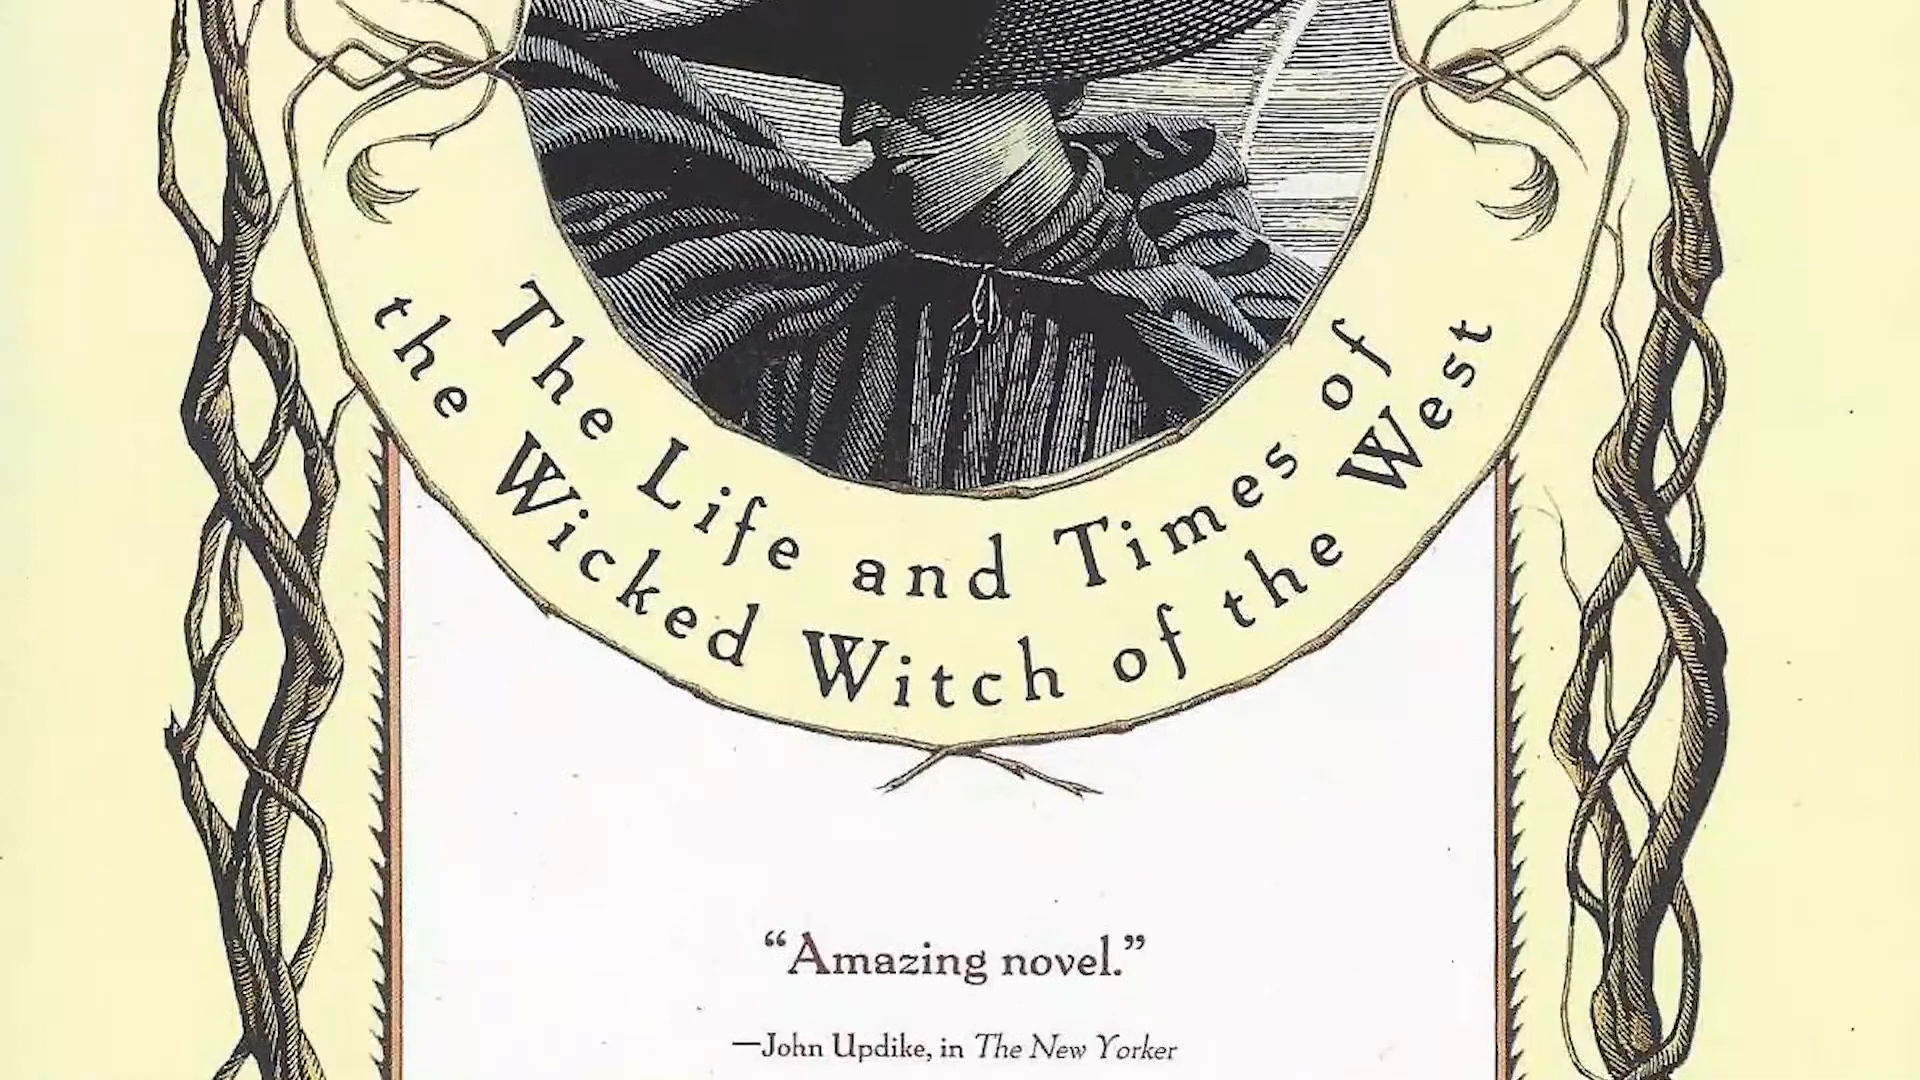 The Life and Times of
the Wicked Witch of the West
“Amazing novel.”
—John Updike, in The New Yorker